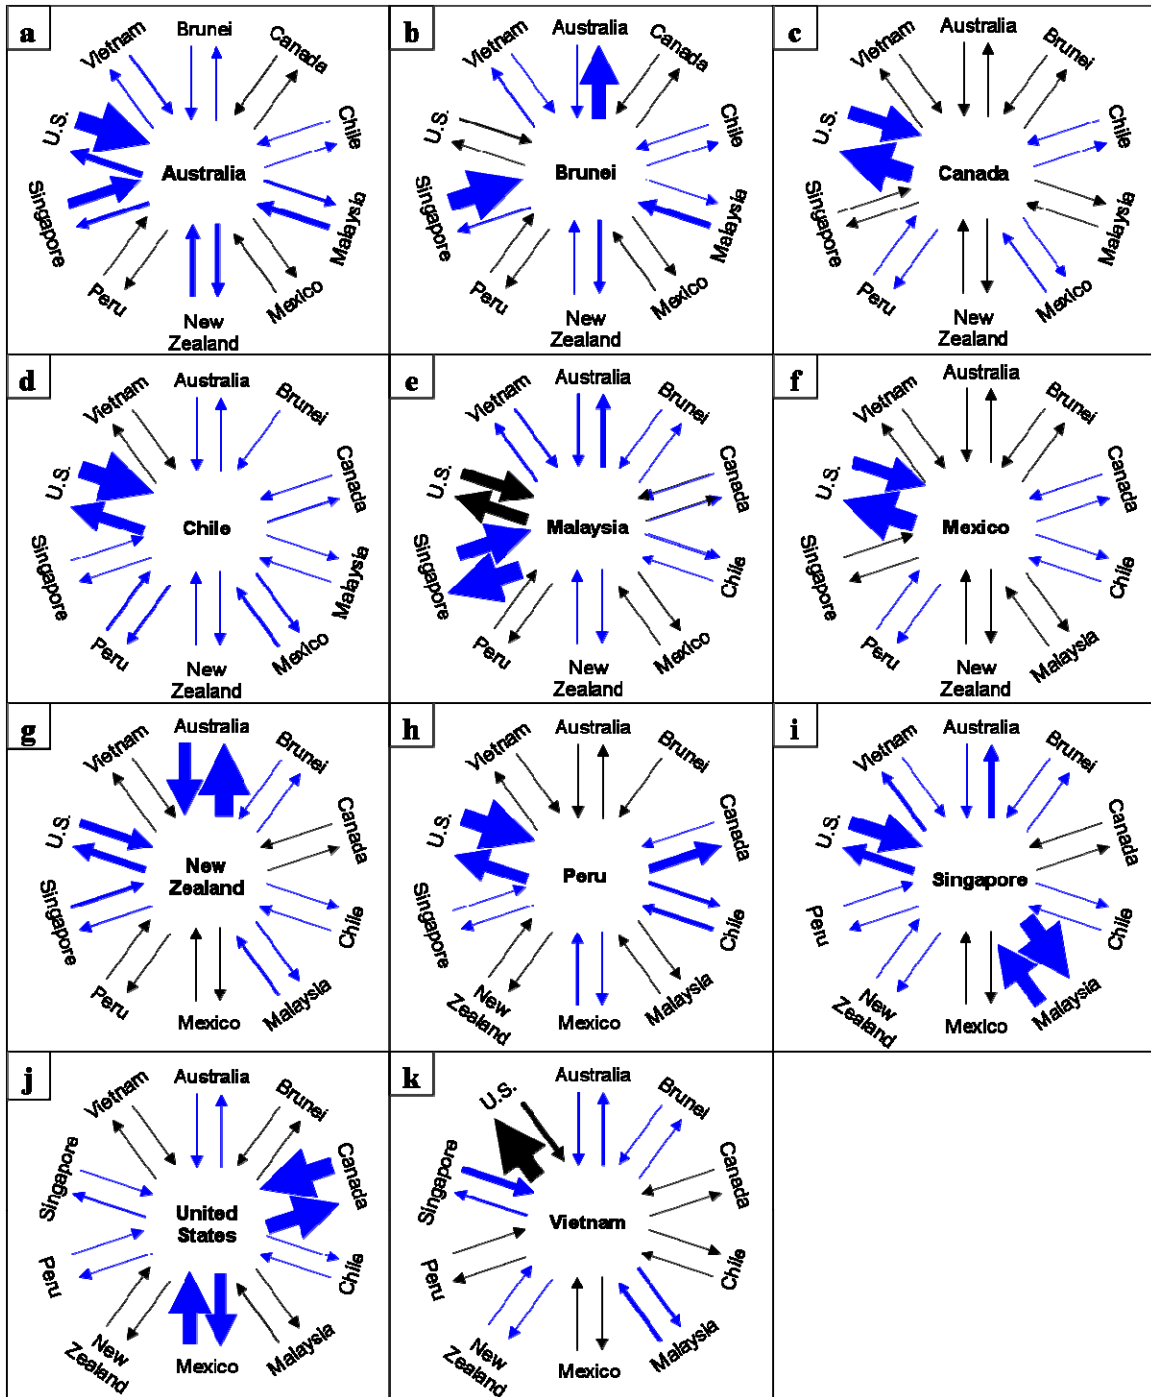 a
Brunei
Vietnam
Canada
U.S.
Chile
Australia
Singapore
Malaysia
Peru
Mexico
New
Zealand
b
Australia
Vietnam
Canada
U.S.
Chile
Brunei
Singapore
Malaysia
Peru
Mexico
New
Zealand
c
Australia
Vietnam
Brunei
U.S.
Chile
Canada
Singapore
Malaysia
Peru
Mexico
New
Zealand
d
Australia
Vietnam
Brunei
U.S.
Canada
Chile
Singapore
Malaysia
Peru
Mexico
New
Zealand
e
Australia
Vietnam
Brunei
U.S.
Canada
Malaysia
Singapore
Chile
Peru
Mexico
New
Zealand
f
Australia
Vietnam
Brunei
U.S.
Canada
Mexico
Singapore
Chile
Peru
Malaysia
New
Zealand
g
Australia
Vietnam
Brunei
U.S.
Canada
New
Zealand
Singapore
Chile
Peru
Malaysia
Mexico
h
Australia
Vietnam
Brunei
U.S.
Canada
Peru
Singapore
Chile
New
Zealand
Malaysia
Mexico
i
Australia
Vietnam
Brunei
U.S.
Canada
Singapore
Peru
Chile
New
Zealand
Malaysia
Mexico
j
Australia
Vietnam
Brunei
Singapore
Canada
United
States
Peru
Chile
New
Zealand
Malaysia
Mexico
k
Australia
U.S.
Brunei
Singapore
Canada
Vietnam
Peru
Chile
New
Zealand
Malaysia
Mexico